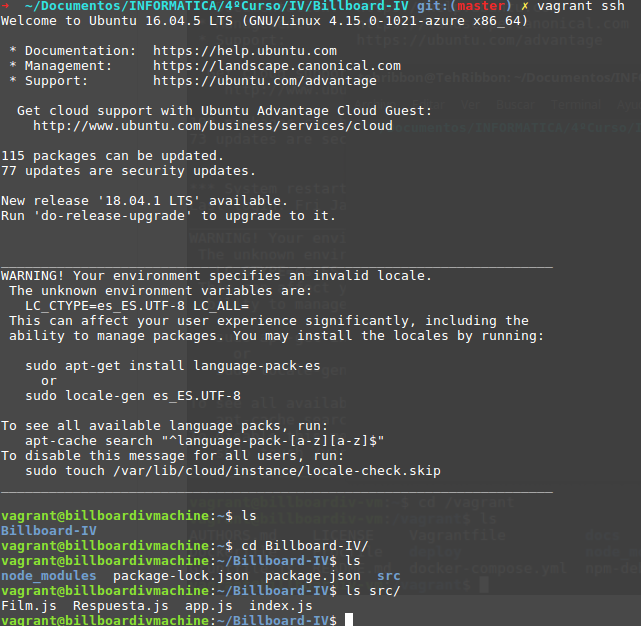 ➜ ~/Documentos/INFORMATICA/4ºCurso/IV/Billboard-IV git:(master) ✗ vagrant ssh
Welcome to Ubuntu 16.04.5 LTS (GNU/Linux 4.15.0-1021-azure x86_64)
* Documentation: https://help.ubuntu.com
* Management: https://landscape.canonical.com
* Support: https://ubuntu.com/advantage
Get cloud support with Ubuntu Advantage Cloud Guest:
http://www.ubuntu.com/business/services/cloud
115 packages can be updated.
77 updates are security updates.
New release '18.04.1 LTS' available.
Run 'do-release-upgrade' to upgrade to it.
WARNING! Your environment specifies an invalid locale.
The unknown environment variables are:
LC_CTYPE=es_ES.UTF-8 LC_ALL=
This can affect your user experience significantly, including the
ability to manage packages. You may install the locales by running:
sudo apt-get install language-pack-es
or
sudo locale-gen es_ES.UTF-8
To see all available language packs, run:
apt-cache search "^language-pack-[a-z][a-z]$"
To disable this message for all users, run:
sudo touch /var/lib/cloud/instance/locale-check.skip
vagrant@billboardivmachine:~$ ls
Billboard-IV
vagrant@billboardivmachine:~$ cd Billboard-IV/
vagrant@billboardivmachine:~/Billboard-IV$ ls
node_modules package-lock.json package.json src
vagrant@billboardivmachine:~/Billboard-IV$ ls src/
Film.js Respuesta.js app.js index.js
vagrant@billboardivmachine:~/Billboard-IV$